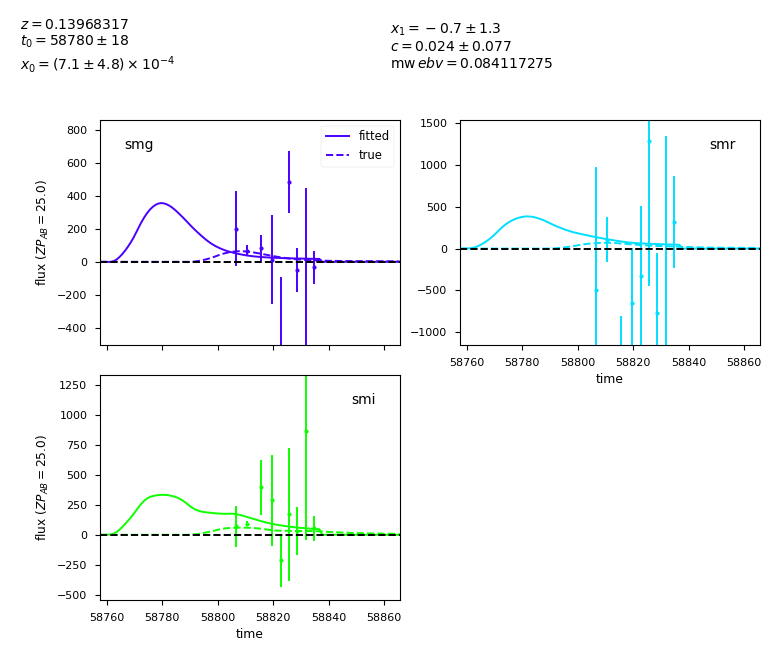 z = 0.13968317
t₀ = 58780 ± 18
x₀ = (7.1 ± 4.8) × 10⁻⁴
x₁ = −0.7 ± 1.3
c = 0.024 ± 0.077
mw ebv = 0.084117275
smg
fitted
true
800
600
400
200
0
−200
−400
flux (ZP_AB = 25.0)
smr
1500
1000
500
0
−500
−1000
58760 58780 58800 58820 58840 58860
time
smi
1250
1000
750
500
250
0
−250
−500
flux (ZP_AB = 25.0)
58760 58780 58800 58820 58840 58860
time